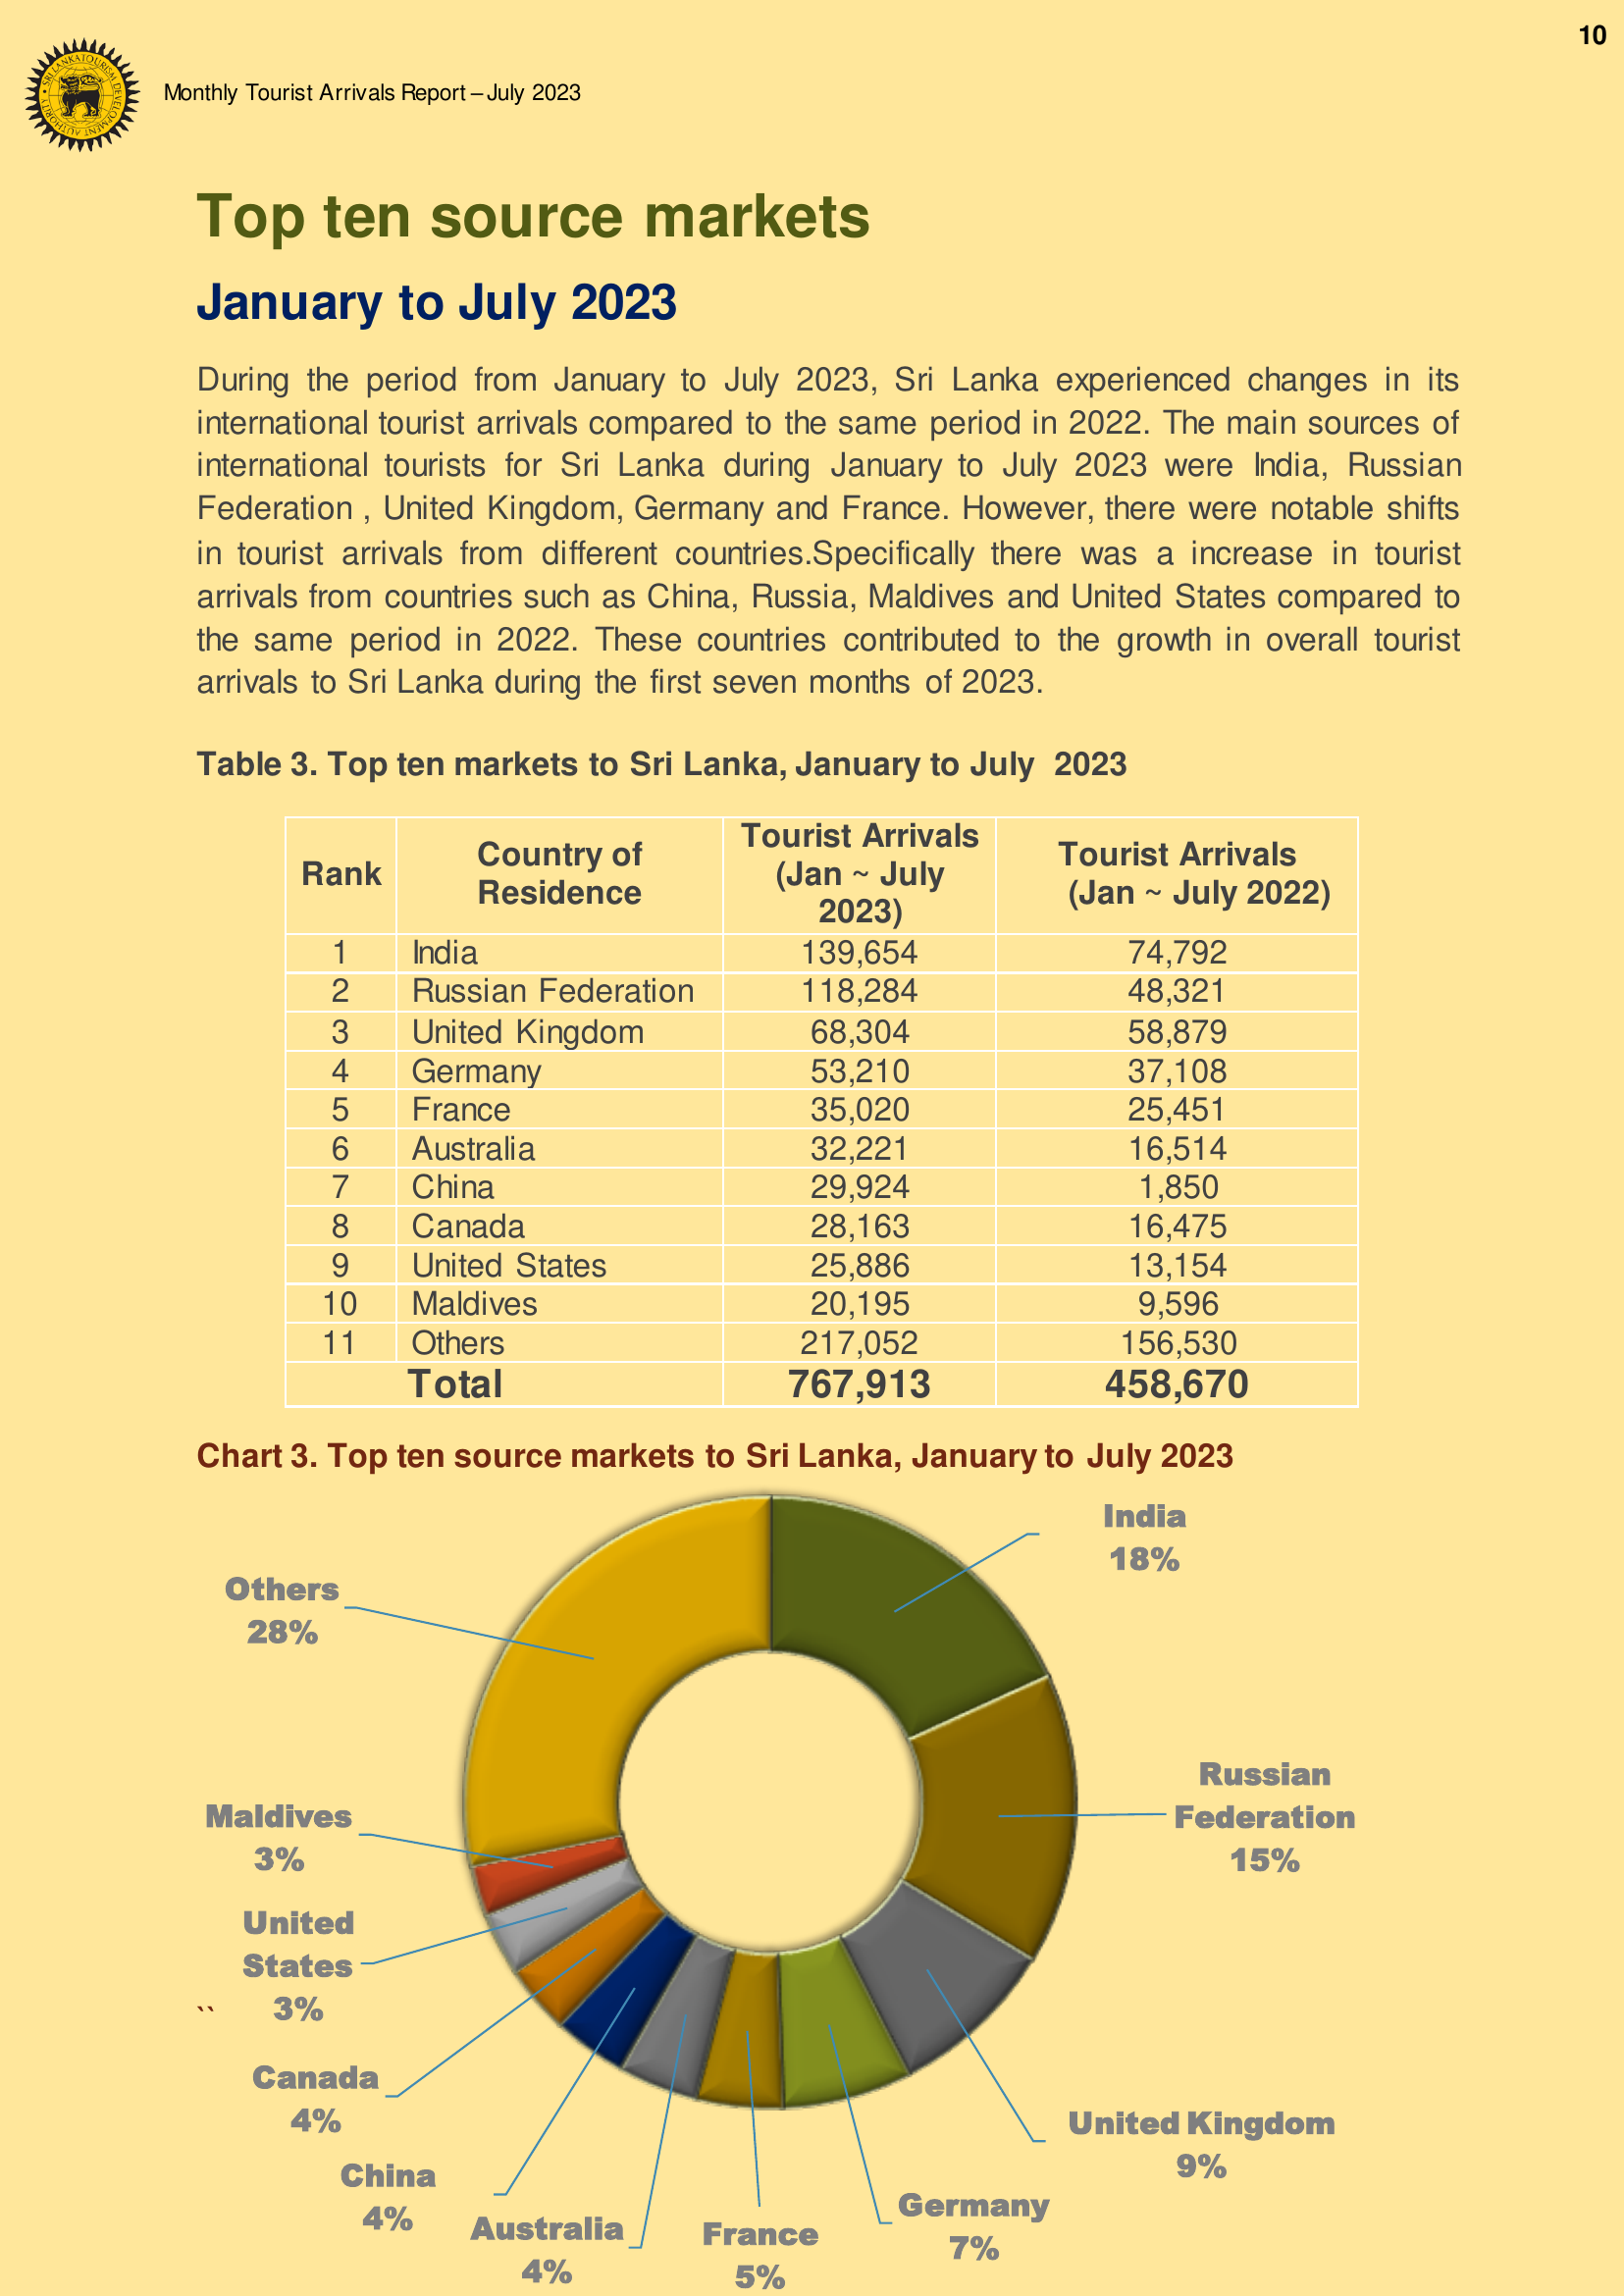 10
SRI LANKA TOURISM DEVELOPMENT AUTHORITY
Monthly Tourist Arrivals Report – July 2023
Top ten source markets
January to July 2023
During the period from January to July 2023, Sri Lanka experienced changes in its
international tourist arrivals compared to the same period in 2022. The main sources of
international tourists for Sri Lanka during January to July 2023 were India, Russian
Federation , United Kingdom, Germany and France. However, there were notable shifts
in tourist arrivals from different countries.Specifically there was a increase in tourist
arrivals from countries such as China, Russia, Maldives and United States compared to
the same period in 2022. These countries contributed to the growth in overall tourist
arrivals to Sri Lanka during the first seven months of 2023.
Table 3. Top ten markets to Sri Lanka, January to July 2023
Rank Country of Residence Tourist Arrivals (Jan ~ July 2023) Tourist Arrivals (Jan ~ July 2022)
1 India 139,654 74,792
2 Russian Federation 118,284 48,321
3 United Kingdom 68,304 58,879
4 Germany 53,210 37,108
5 France 35,020 25,451
6 Australia 32,221 16,514
7 China 29,924 1,850
8 Canada 28,163 16,475
9 United States 25,886 13,154
10 Maldives 20,195 9,596
11 Others 217,052 156,530
Total 767,913 458,670
Chart 3. Top ten source markets to Sri Lanka, January to July 2023
India
18%
Russian
Federation
15%
United Kingdom
9%
Germany
7%
France
5%
Australia
4%
China
4%
Canada
4%
United
States
3%
Maldives
3%
Others
28%
``